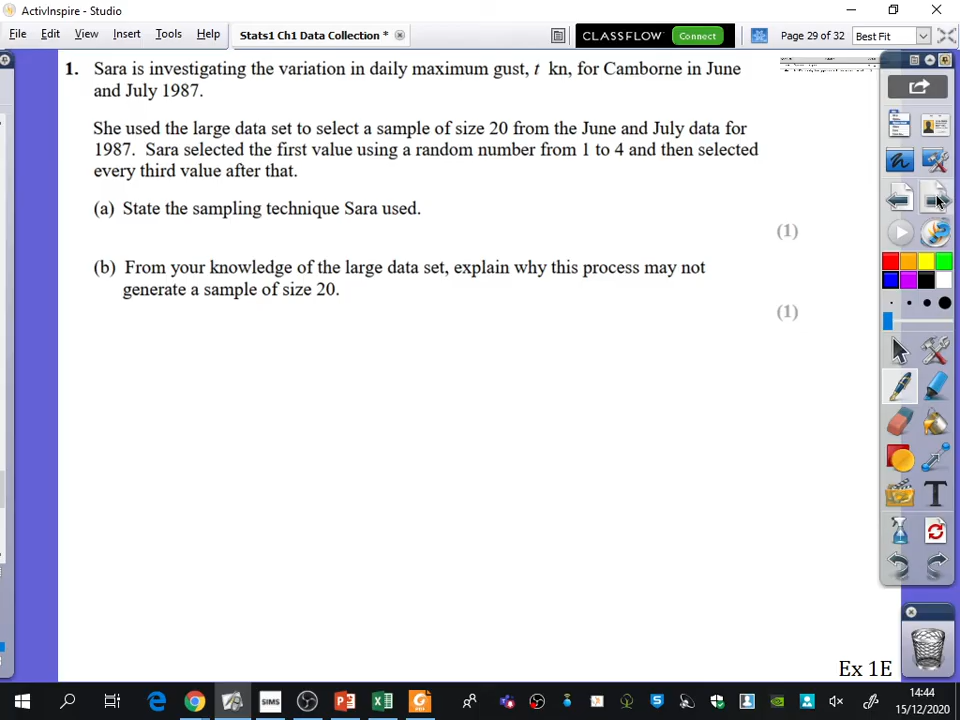 ActivInspire - Studio
File Edit View Insert Tools Help Stats1 Ch1 Data Collection * CLASSFLOW Connect Page 29 of 32 Best Fit
1. Sara is investigating the variation in daily maximum gust, t kn, for Camborne in June
and July 1987.
She used the large data set to select a sample of size 20 from the June and July data for
1987. Sara selected the first value using a random number from 1 to 4 and then selected
every third value after that.
(a) State the sampling technique Sara used.
(1)
(b) From your knowledge of the large data set, explain why this process may not
generate a sample of size 20.
(1)
Ex 1E
SIMS
14:44
15/12/2020